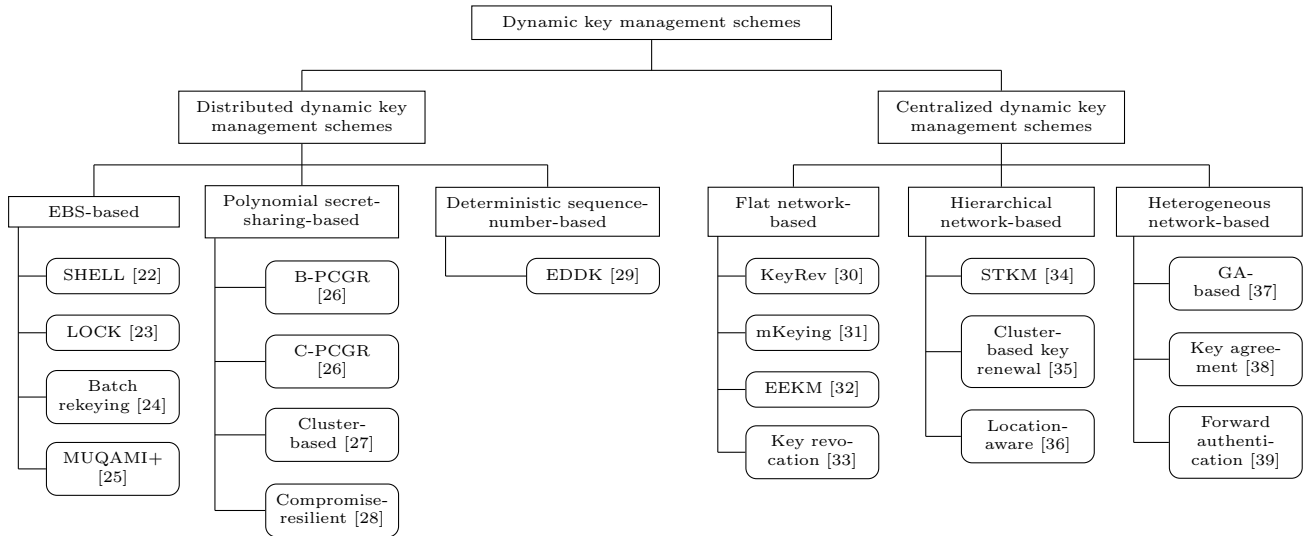 Dynamic key management schemes
Distributed dynamic key
management schemes
Centralized dynamic key
management schemes
EBS-based
Polynomial secret-
sharing-based
Deterministic sequence-
number-based
Flat network-
based
Hierarchical
network-based
Heterogeneous
network-based
SHELL [22]
LOCK [23]
Batch
rekeying [24]
MUQAMI+
[25]
B-PCGR
[26]
C-PCGR
[26]
Cluster-
based [27]
Compromise-
resilient [28]
EDDK [29]
KeyRev [30]
mKeying [31]
EEKM [32]
Key revo-
cation [33]
STKM [34]
Cluster-
based key
renewal [35]
Location-
aware [36]
GA-
based [37]
Key agree-
ment [38]
Forward
authenti-
cation [39]